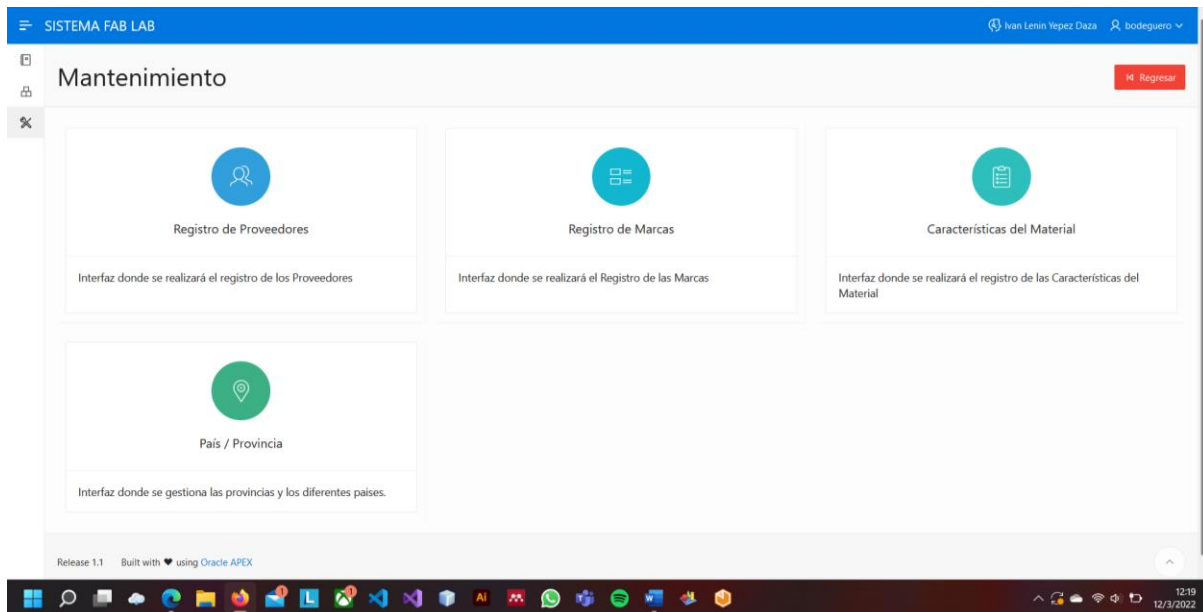 SISTEMA FAB LAB
Ivan Lenin Yepez Daza
bodeguero
Mantenimiento
Regresar
Registro de Proveedores
Registro de Marcas
Características del Material
Interfaz donde se realizará el registro de los Proveedores
Interfaz donde se realizará el Registro de las Marcas
Interfaz donde se realizará el registro de las Características del
Material
País / Provincia
Interfaz donde se gestiona las provincias y los diferentes paises.
Release 1.1
Built with ♥ using Oracle APEX
L
Ai
12:19
12/3/2022